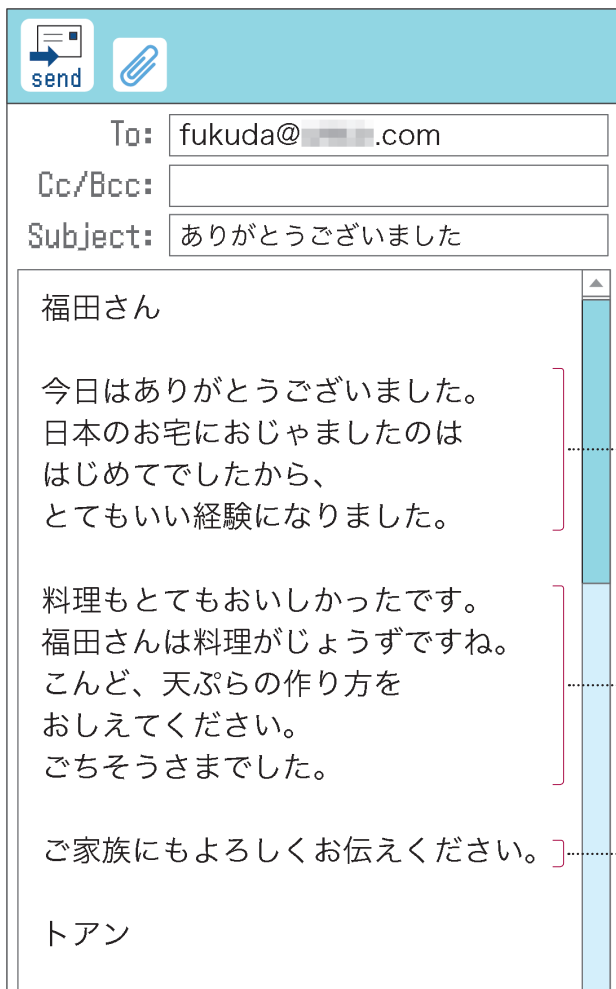 send
To: fukuda@ .com
Cc/Bcc:
Subject: ありがとうございました
福田さん
今日はありがとうございました。
日本のお宅におじゃましたのは
はじめてでしたから、
とてもいい経験になりました。
料理もとてもおいしかったです。
福田さんは料理がじょうずですね。
こんど、天ぷらの作り方を
おしえてください。
ごちそうさまでした。
ご家族にもよろしくお伝えください。
トアン